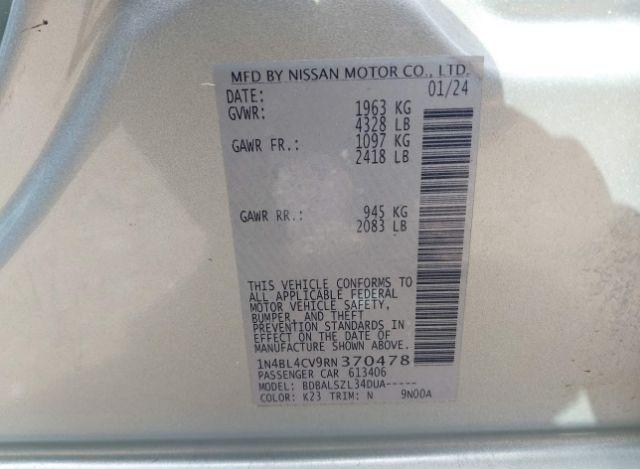 MFD BY NISSAN MOTOR CO., LTD.
DATE: 01/24
GVWR: 1963 KG
4328 LB
GAWR FR.: 1097 KG
2418 LB
GAWR RR.: 945 KG
2083 LB
THIS VEHICLE CONFORMS TO
ALL APPLICABLE FEDERAL
MOTOR VEHICLE SAFETY,
BUMPER, AND THEFT
PREVENTION STANDARDS IN
EFFECT ON THE DATE OF
MANUFACTURE SHOWN ABOVE.
1N4BL4CV9RN370478
PASSENGER CAR 613406
MODEL: BDBALSZL34DUA-----
COLOR: K23 TRIM: N 9N00A